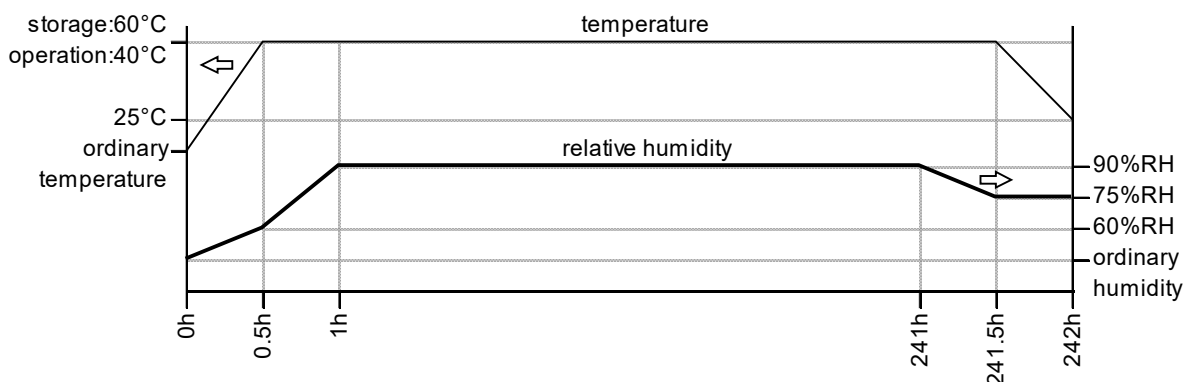 storage:60°C
temperature
operation:40°C
25°C
ordinary
temperature
relative humidity
90%RH
75%RH
60%RH
ordinary
humidity
0h
0.5h
1h
241h
241.5h
242h